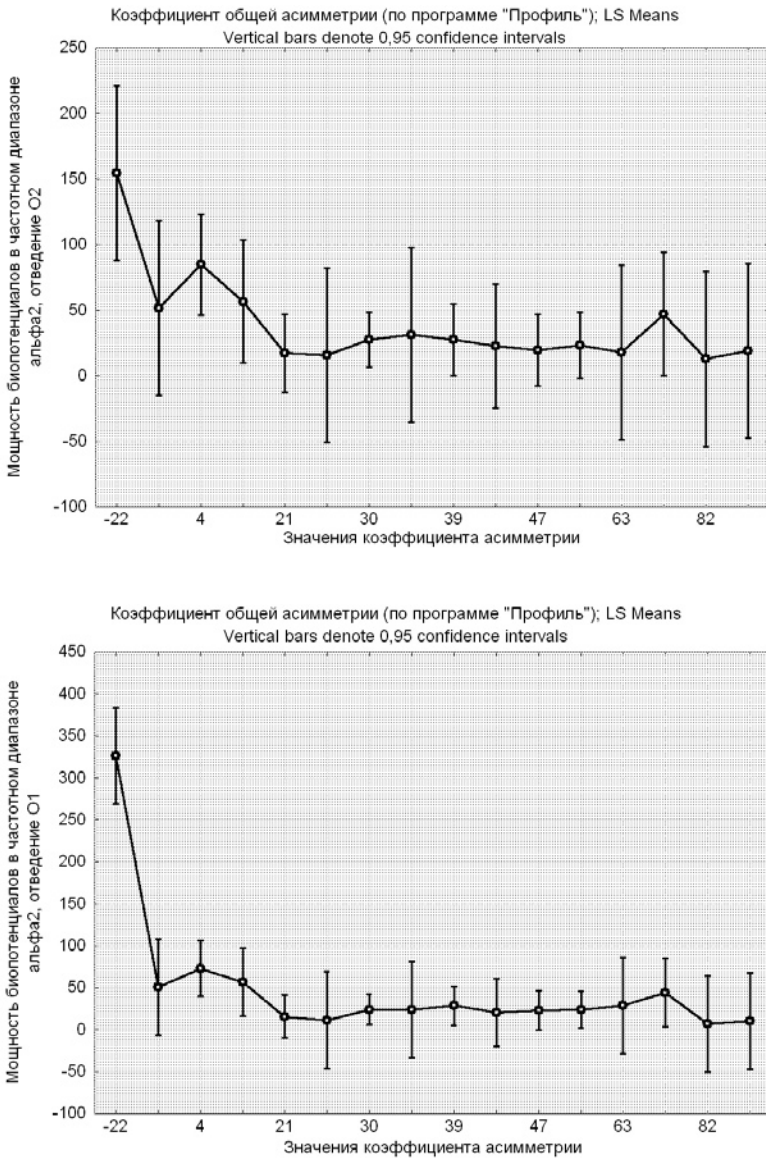 Коэффициент общей асимметрии (по программе "Профиль"); LS Means
Vertical bars denote 0,95 confidence intervals
Мощность биопотенциалов в частотном диапазоне
альфа2, отведение О2
250
200
150
100
50
0
-50
-100
-22 4 21 30 39 47 63 82
Значения коэффициента асимметрии
Коэффициент общей асимметрии (по программе "Профиль"); LS Means
Vertical bars denote 0,95 confidence intervals
Мощность биопотенциалов в частотном диапазоне
альфа2, отведение О1
450
400
350
300
250
200
150
100
50
0
-50
-100
-22 4 21 30 39 47 63 82
Значения коэффициента асимметрии